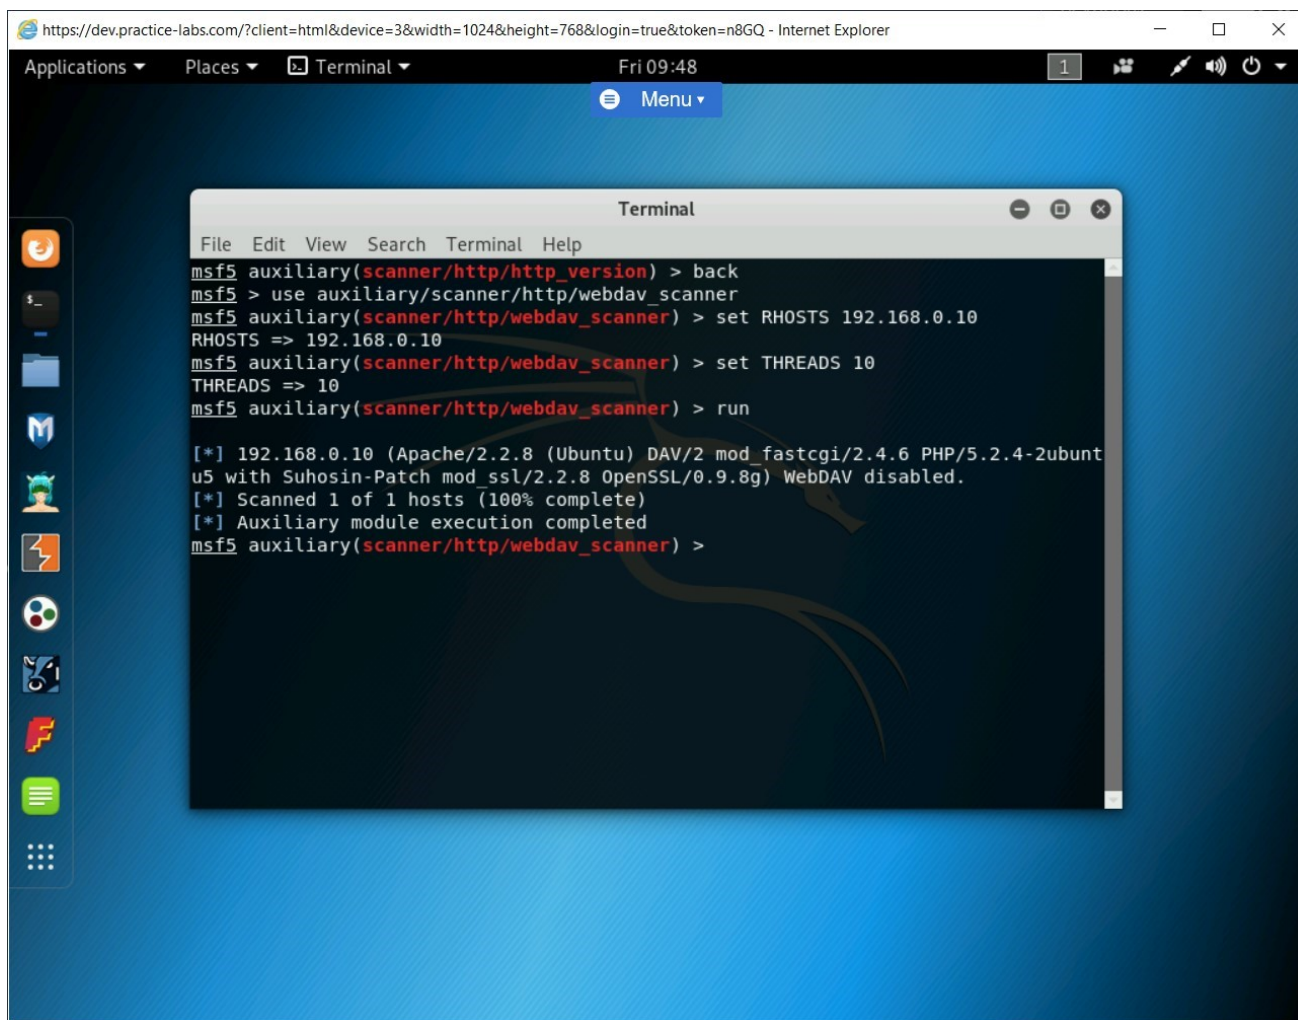 https://dev.practice-labs.com/?client=html&device=3&width=1024&height=768&login=true&token=n8GQ - Internet Explorer
Applications Places Terminal Fri 09:48 1
Menu
Terminal
File Edit View Search Terminal Help
msf5 auxiliary(scanner/http/http_version) > back
msf5 > use auxiliary/scanner/http/webdav_scanner
msf5 auxiliary(scanner/http/webdav_scanner) > set RHOSTS 192.168.0.10
RHOSTS => 192.168.0.10
msf5 auxiliary(scanner/http/webdav_scanner) > set THREADS 10
THREADS => 10
msf5 auxiliary(scanner/http/webdav_scanner) > run
[*] 192.168.0.10 (Apache/2.2.8 (Ubuntu) DAV/2 mod_fastcgi/2.4.6 PHP/5.2.4-2ubunt
u5 with Suhosin-Patch mod_ssl/2.2.8 OpenSSL/0.9.8g) WebDAV disabled.
[*] Scanned 1 of 1 hosts (100% complete)
[*] Auxiliary module execution completed
msf5 auxiliary(scanner/http/webdav_scanner) >